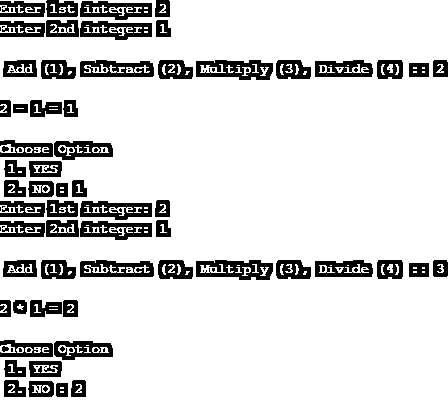 Enter 1st integer: 2
Enter 2nd integer: 1
Add (1), Subtract (2), Multiply (3), Divide (4) :: 2
2 - 1 = 1
Choose Option
1. YES
2. NO : 1
Enter 1st integer: 2
Enter 2nd integer: 1
Add (1), Subtract (2), Multiply (3), Divide (4) :: 3
2 * 1 = 2
Choose Option
1. YES
2. NO : 2